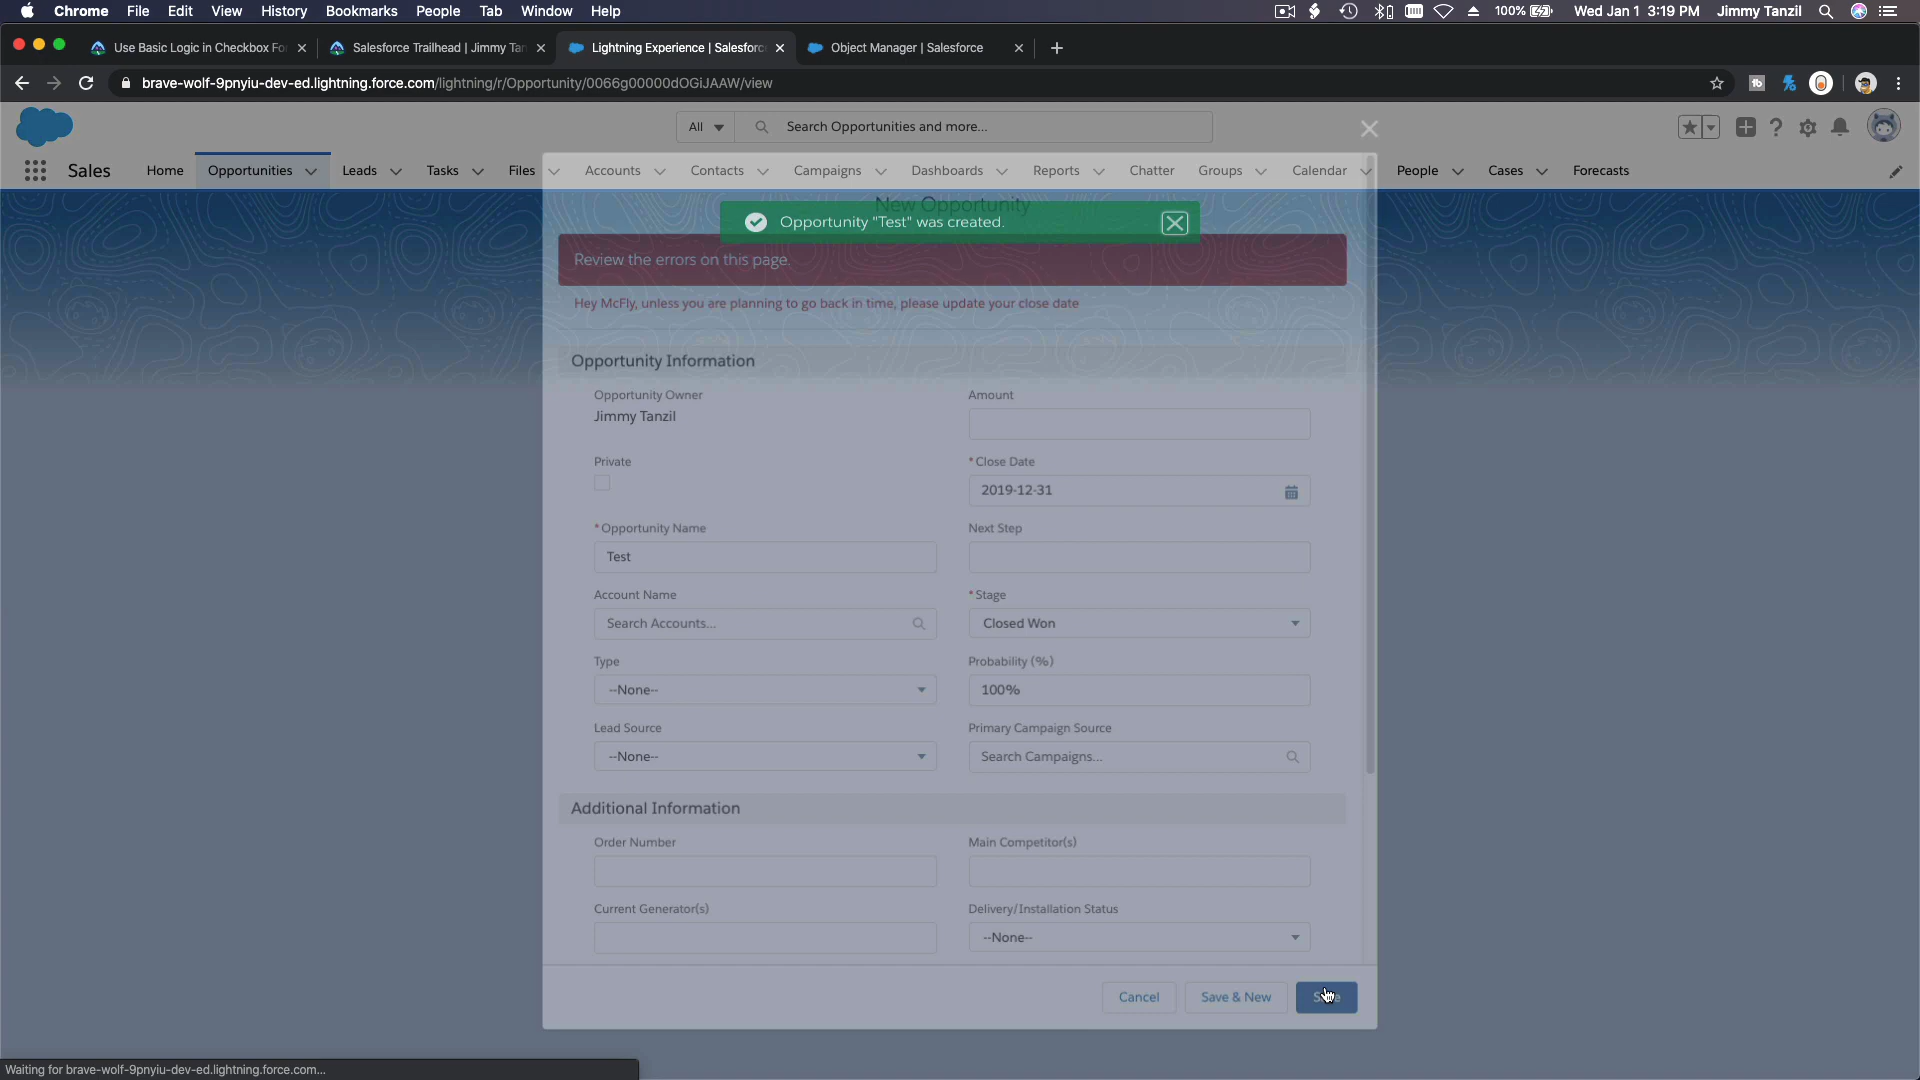 Chrome File Edit View History Bookmarks People Tab Window Help 100% Wed Jan 1 3:19 PM Jimmy Tanzil
Use Basic Logic in Checkbox Fo Salesforce Trailhead | Jimmy Tan Lightning Experience | Salesforce Object Manager | Salesforce
brave-wolf-9pnyiu-dev-ed.lightning.force.com/lightning/r/Opportunity/0066g00000dOGiJAAW/view
All Search Opportunities and more...
Sales Home Opportunities Leads Tasks Files Accounts Contacts Campaigns Dashboards Reports Chatter Groups Calendar People Cases Forecasts
New Opportunity
Opportunity "Test" was created.
Review the errors on this page.
Hey McFly, unless you are planning to go back in time, please update your close date
Opportunity Information
Opportunity Owner Amount
Jimmy Tanzil
Private *Close Date
2019-12-31
*Opportunity Name Next Step
Test
Account Name *Stage
Search Accounts... Closed Won
Type Probability (%)
--None-- 100%
Lead Source Primary Campaign Source
--None-- Search Campaigns...
Additional Information
Order Number Main Competitor(s)
Current Generator(s) Delivery/Installation Status
--None--
Cancel Save & New
Waiting for brave-wolf-9pnyiu-dev-ed.lightning.force.com...